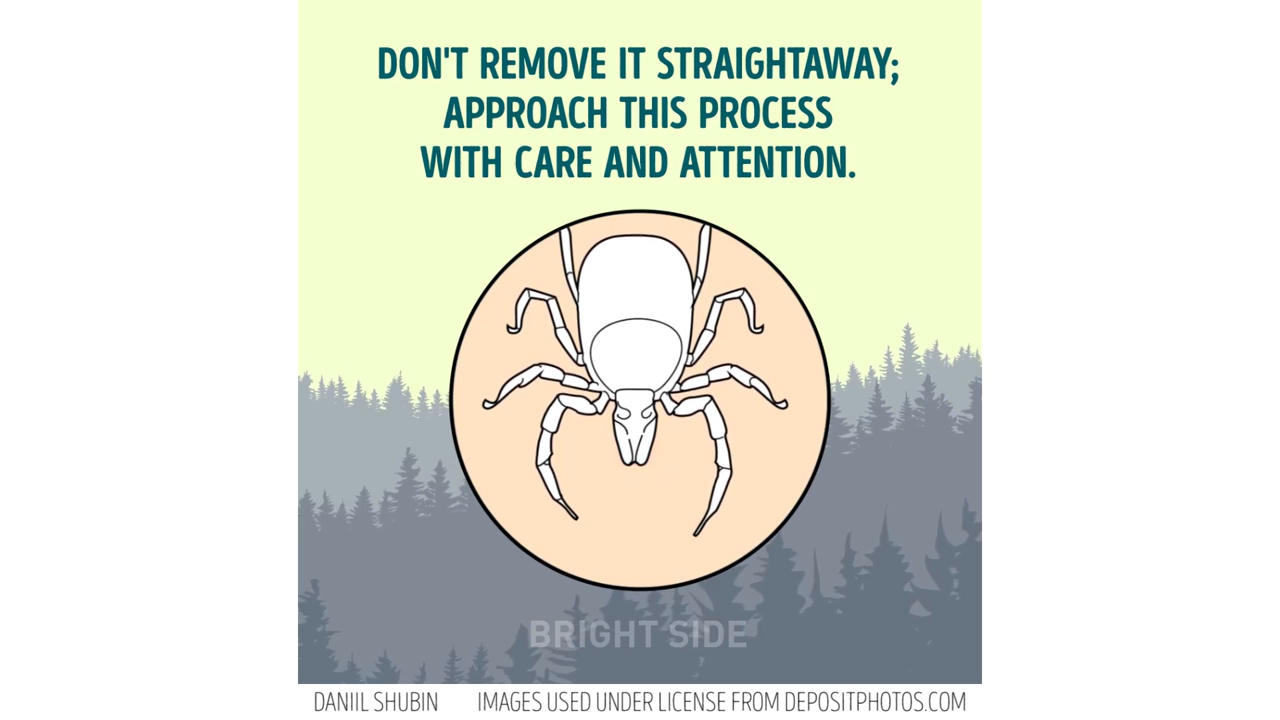 DON'T REMOVE IT STRAIGHTAWAY;
APPROACH THIS PROCESS
WITH CARE AND ATTENTION.
BRIGHT SIDE
DANIIL SHUBIN IMAGES USED UNDER LICENSE FROM DEPOSITPHOTOS.COM